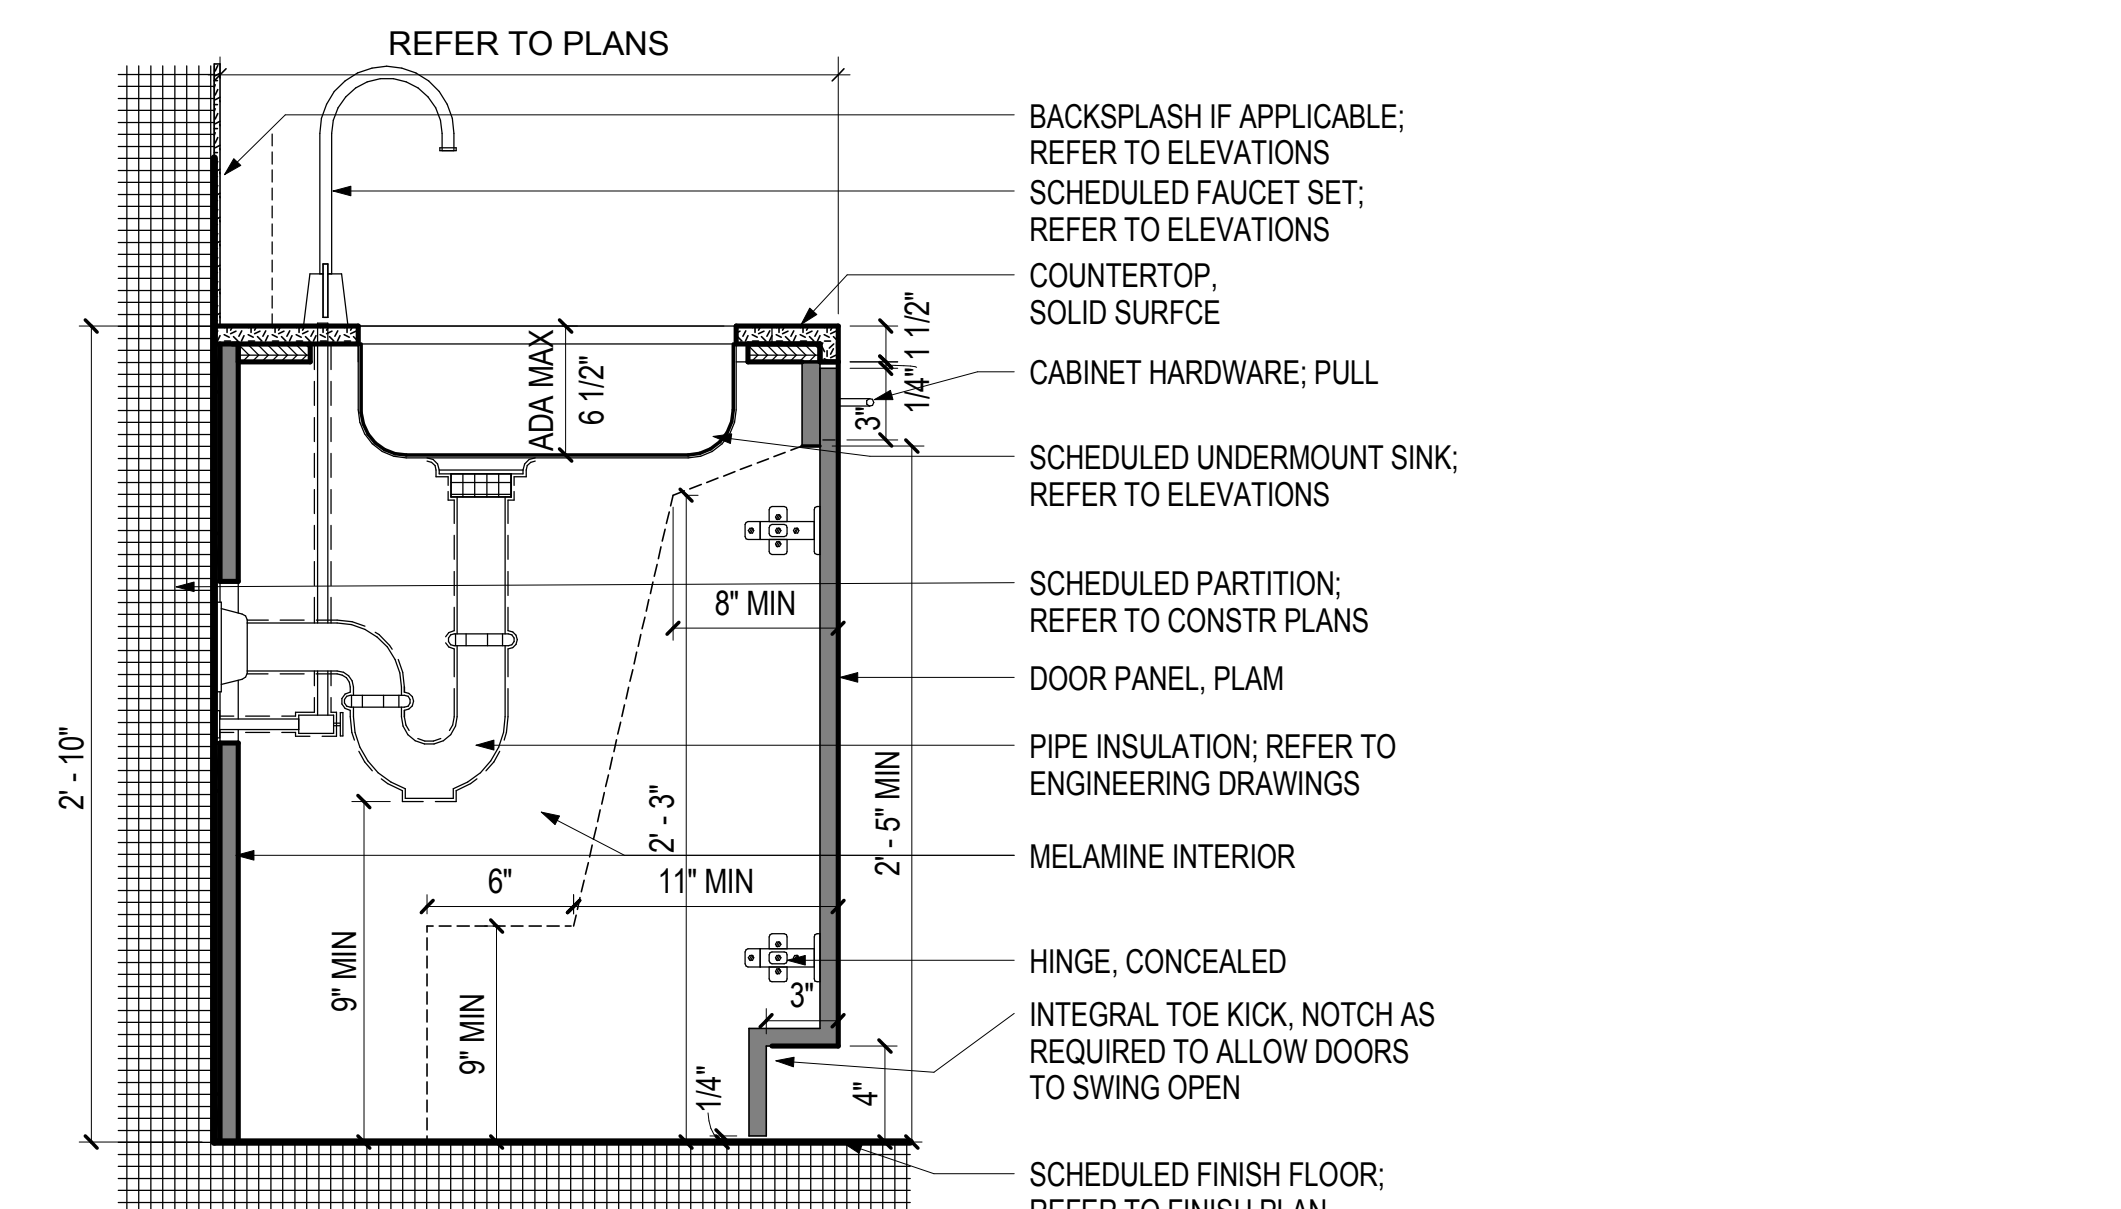 REFER TO PLANS
BACKSPLASH IF APPLICABLE;
REFER TO ELEVATIONS
SCHEDULED FAUCET SET;
REFER TO ELEVATIONS
COUNTERTOP,
SOLID SURFCE
CABINET HARDWARE; PULL
SCHEDULED UNDERMOUNT SINK;
REFER TO ELEVATIONS
SCHEDULED PARTITION;
REFER TO CONSTR PLANS
DOOR PANEL, PLAM
PIPE INSULATION; REFER TO
ENGINEERING DRAWINGS
MELAMINE INTERIOR
HINGE, CONCEALED
INTEGRAL TOE KICK, NOTCH AS
REQUIRED TO ALLOW DOORS
TO SWING OPEN
SCHEDULED FINISH FLOOR;
REFER TO FINISH PLAN
2' - 10"
ADA MAX
6 1/2"
1 1/2"
1/4"
3"
8" MIN
2' - 3"
2' - 5" MIN
6"
11" MIN
9" MIN
9" MIN
3"
1/4"
4"